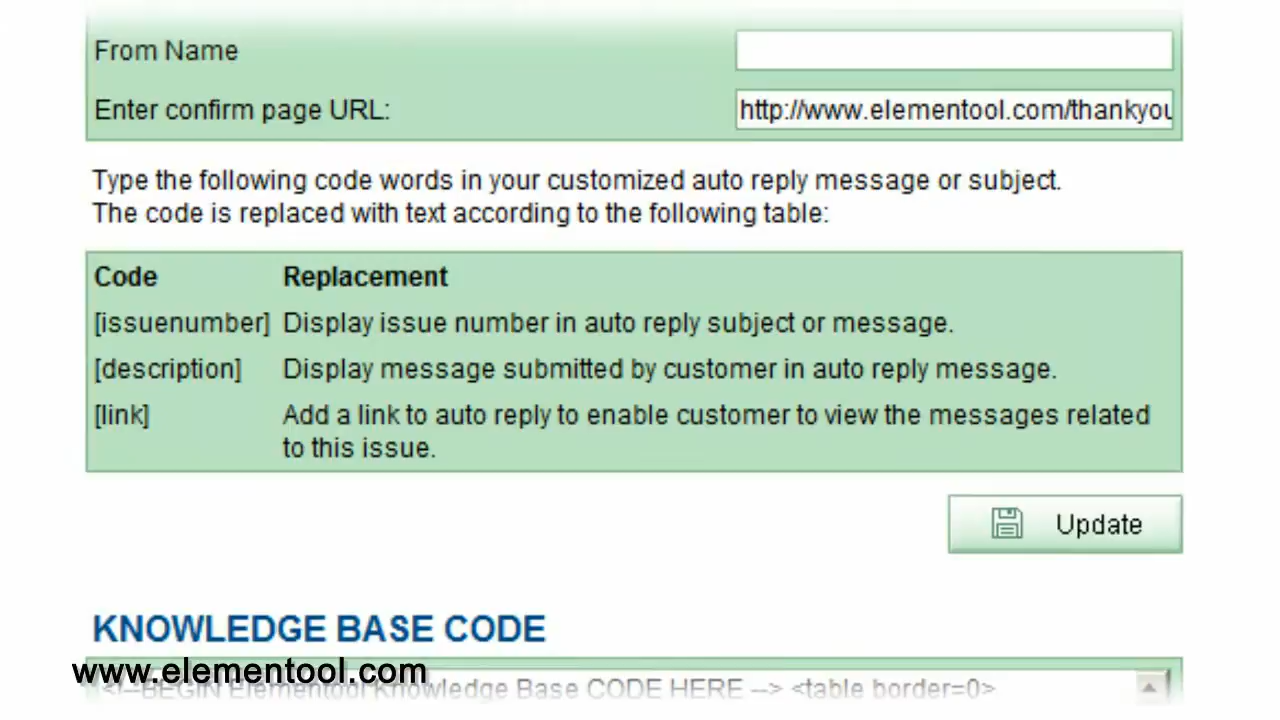 From Name
Enter confirm page URL:
http://www.elementool.com/thankyou
Type the following code words in your customized auto reply message or subject.
The code is replaced with text according to the following table:
Code Replacement
[issuenumber] Display issue number in auto reply subject or message.
[description] Display message submitted by customer in auto reply message.
[link] Add a link to auto reply to enable customer to view the messages related
to this issue.
Update
KNOWLEDGE BASE CODE
www.elementool.com
<!--BEGIN Elementool Knowledge Base CODE HERE --> <table border=0>